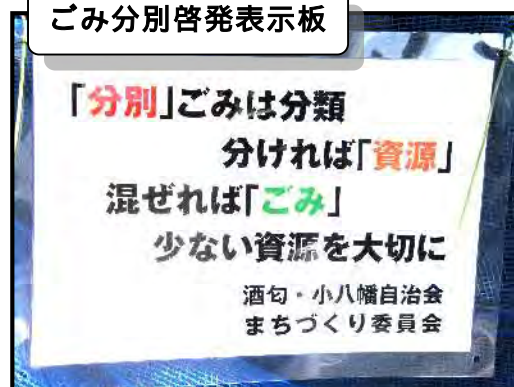 ごみ分別啓発表示板
「分別」ごみは分類
分ければ「資源」
混ぜれば「ごみ」
少ない資源を大切に
酒匂・小八幡自治会
まちづくり委員会